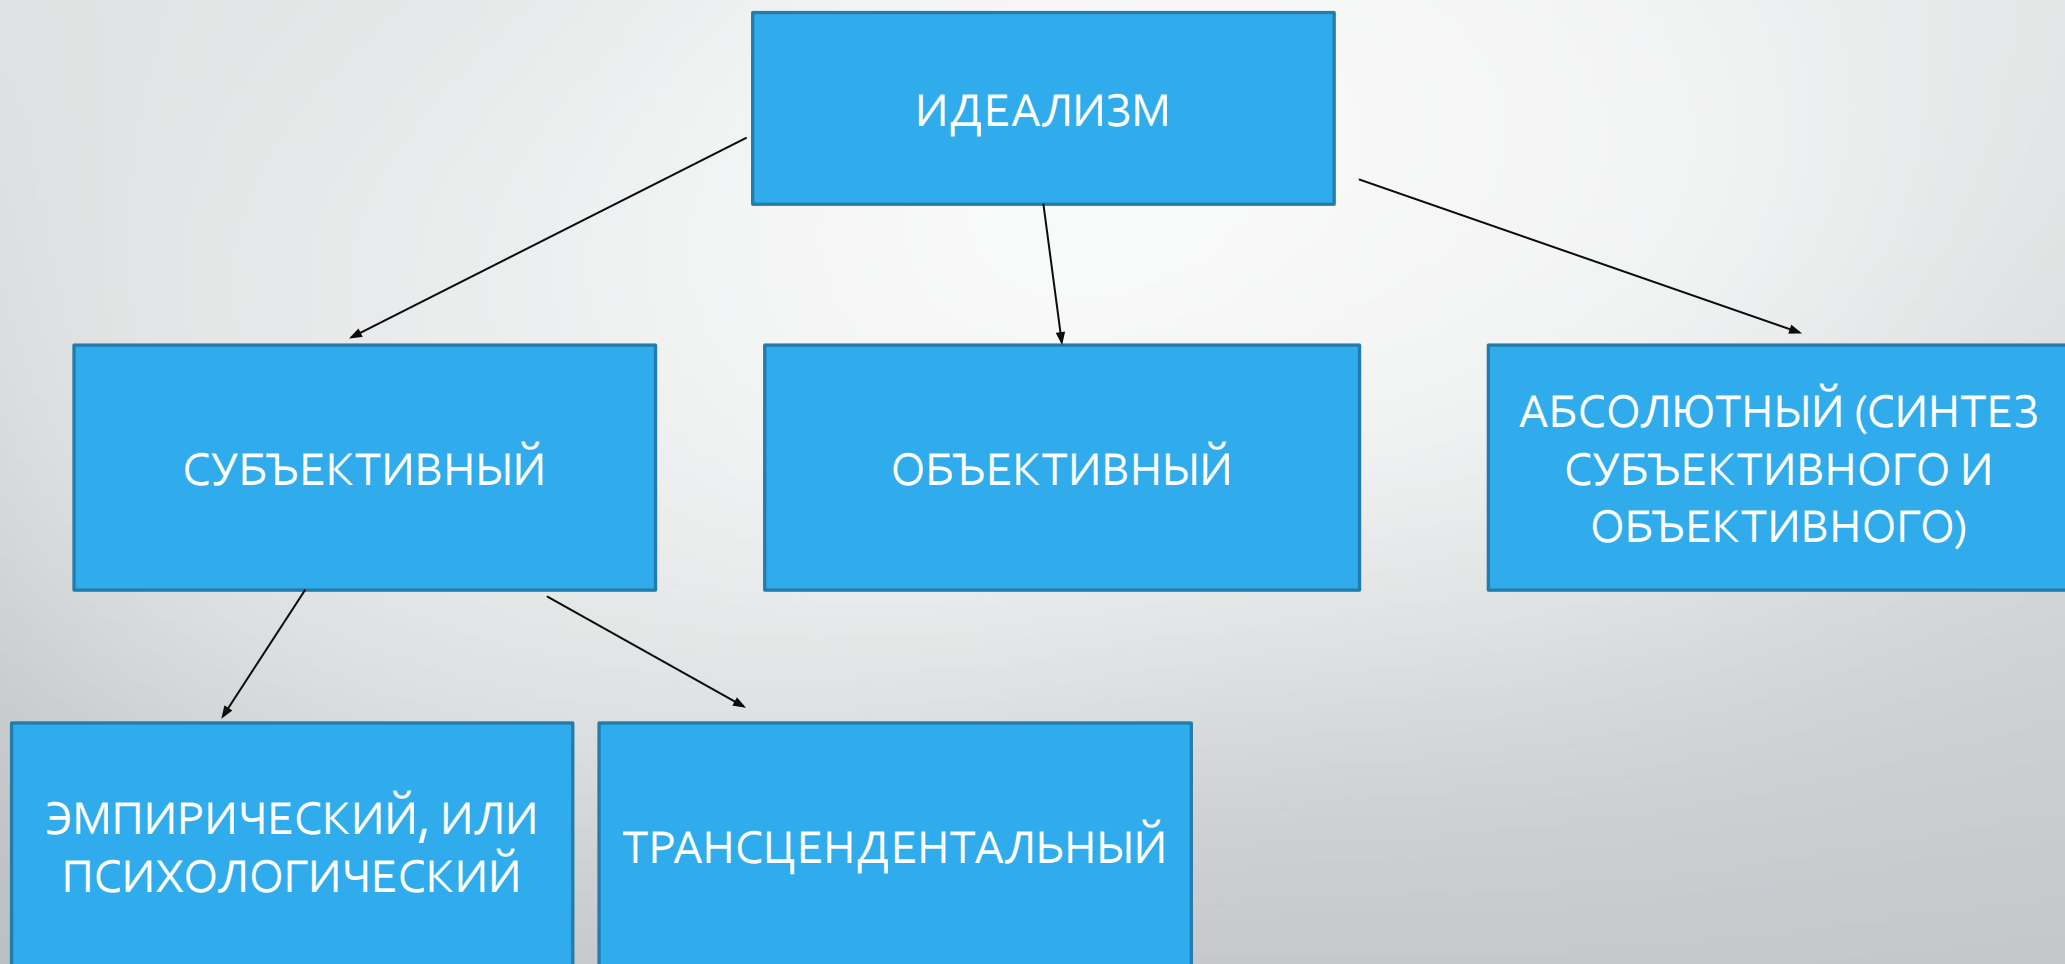 ИДЕАЛИЗМ
СУБЪЕКТИВНЫЙ
ОБЪЕКТИВНЫЙ
АБСОЛЮТНЫЙ (СИНТЕЗ
СУБЪЕКТИВНОГО И
ОБЪЕКТИВНОГО)
ЭМПИРИЧЕСКИЙ, ИЛИ
ПСИХОЛОГИЧЕСКИЙ
ТРАНСЦЕНДЕНТАЛЬНЫЙ